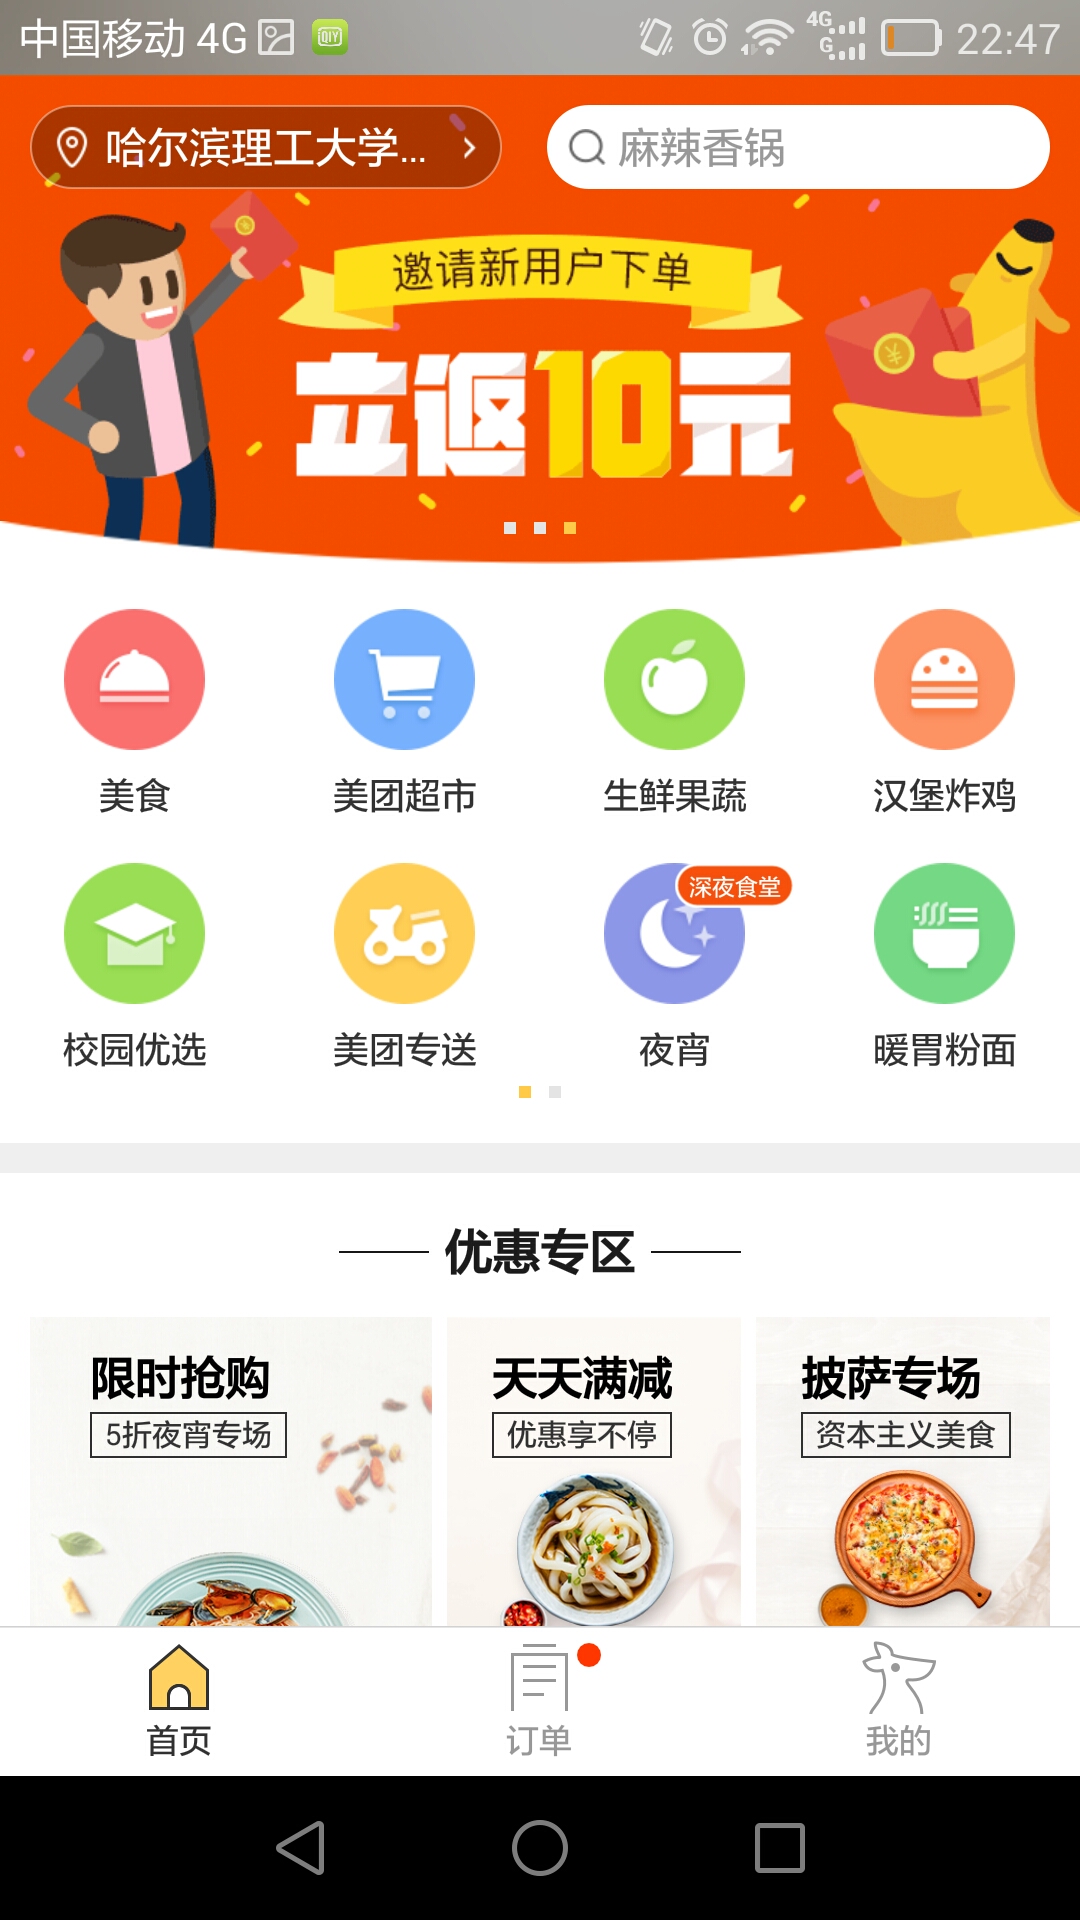 中国移动 4G QIY 4G G 22:47
哈尔滨理工大学... 麻辣香锅
邀请新用户下单
立返10元
美食 美团超市 生鲜果蔬 汉堡炸鸡
深夜食堂
校园优选 美团专送 夜宵 暖胃粉面
优惠专区
限时抢购 天天满减 披萨专场
5折夜宵专场 优惠享不停 资本主义美食
首页 订单 我的